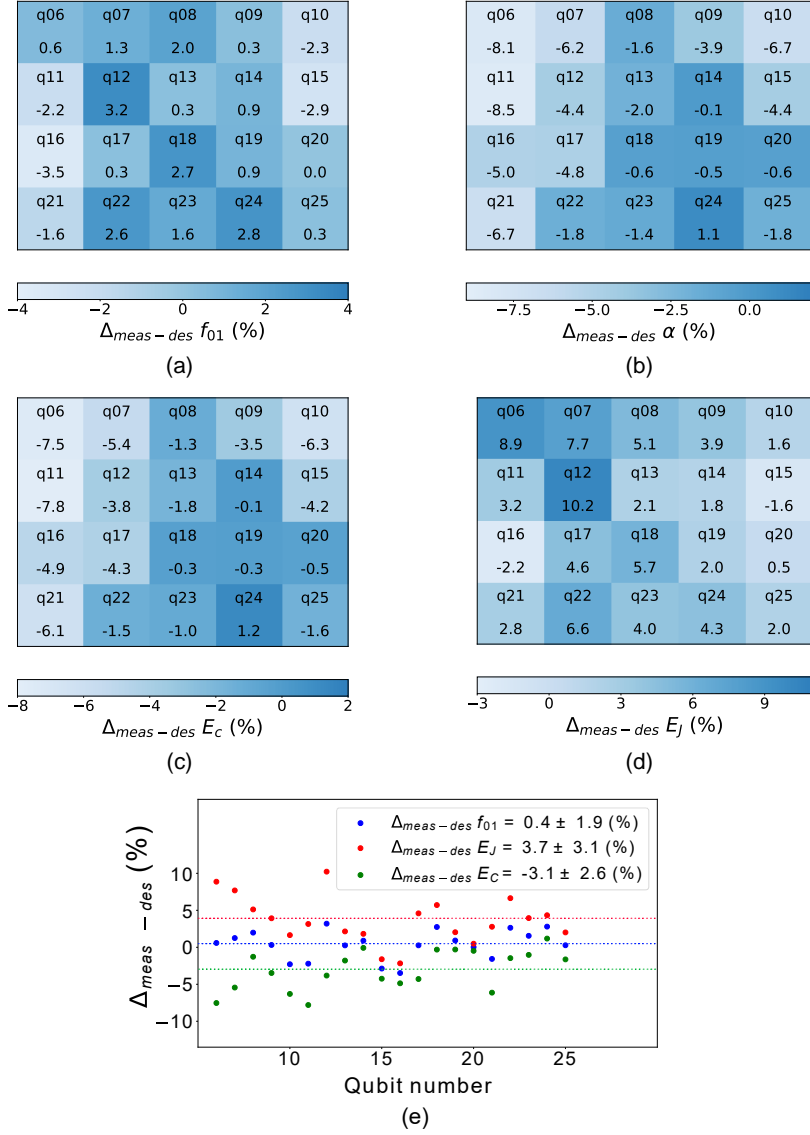 q06 q07 q08 q09 q10
0.6 1.3 2.0 0.3 -2.3
q11 q12 q13 q14 q15
-2.2 3.2 0.3 0.9 -2.9
q16 q17 q18 q19 q20
-3.5 0.3 2.7 0.9 0.0
q21 q22 q23 q24 q25
-1.6 2.6 1.6 2.8 0.3
−4 −2 0 2 4
Δmeas−des f01 (%)
(a)
q06 q07 q08 q09 q10
-8.1 -6.2 -1.6 -3.9 -6.7
q11 q12 q13 q14 q15
-8.5 -4.4 -2.0 -0.1 -4.4
q16 q17 q18 q19 q20
-5.0 -4.8 -0.6 -0.5 -0.6
q21 q22 q23 q24 q25
-6.7 -1.8 -1.4 1.1 -1.8
−7.5 −5.0 −2.5 0.0
Δmeas−des α (%)
(b)
q06 q07 q08 q09 q10
-7.5 -5.4 -1.3 -3.5 -6.3
q11 q12 q13 q14 q15
-7.8 -3.8 -1.8 -0.1 -4.2
q16 q17 q18 q19 q20
-4.9 -4.3 -0.3 -0.3 -0.5
q21 q22 q23 q24 q25
-6.1 -1.5 -1.0 1.2 -1.6
−8 −6 −4 −2 0 2
Δmeas−des Ec (%)
(c)
q06 q07 q08 q09 q10
8.9 7.7 5.1 3.9 1.6
q11 q12 q13 q14 q15
3.2 10.2 2.1 1.8 -1.6
q16 q17 q18 q19 q20
-2.2 4.6 5.7 2.0 0.5
q21 q22 q23 q24 q25
2.8 6.6 4.0 4.3 2.0
−3 0 3 6 9
Δmeas−des EJ (%)
(d)
Δmeas−des f01 = 0.4 ± 1.9 (%)
Δmeas−des EJ = 3.7 ± 3.1 (%)
Δmeas−des EC = -3.1 ± 2.6 (%)
Δmeas −des (%)
10
5
0
−5
−10
10 15 20 25
Qubit number
(e)